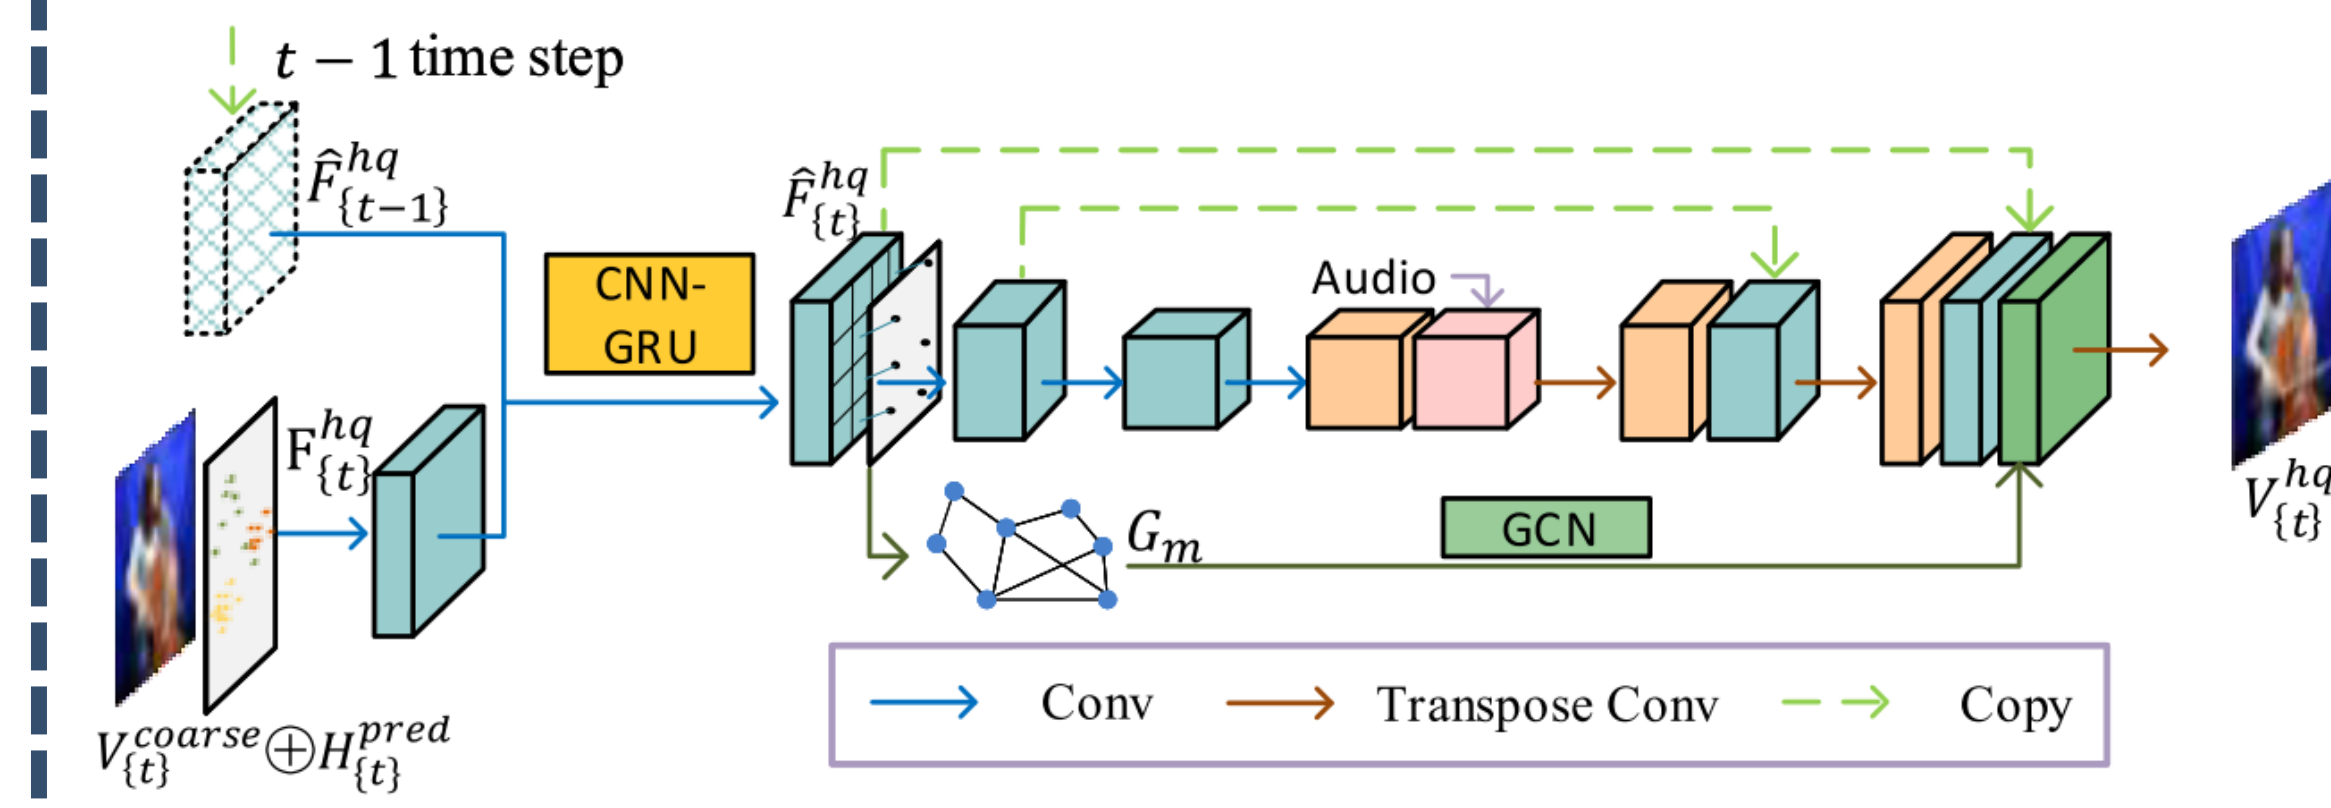 t − 1 time step
F̂^{hq}_{\{t−1\}}
CNN-
GRU
F̂^{hq}_{\{t\}}
Audio
F^{hq}_{\{t\}}
G_m
GCN
V^{hq}_{\{t\}}
V^{coarse}_{\{t\}}⊕H^{pred}_{\{t\}}
Conv
Transpose Conv
Copy